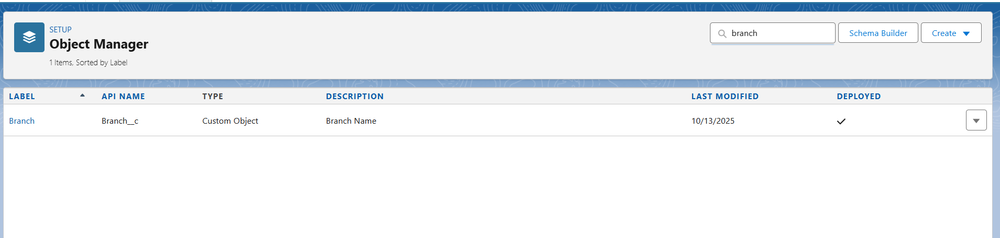 SETUP
Object Manager
1 Items, Sorted by Label
branch
Schema Builder
Create
LABEL API NAME TYPE DESCRIPTION LAST MODIFIED DEPLOYED
Branch Branch__c Custom Object Branch Name 10/13/2025